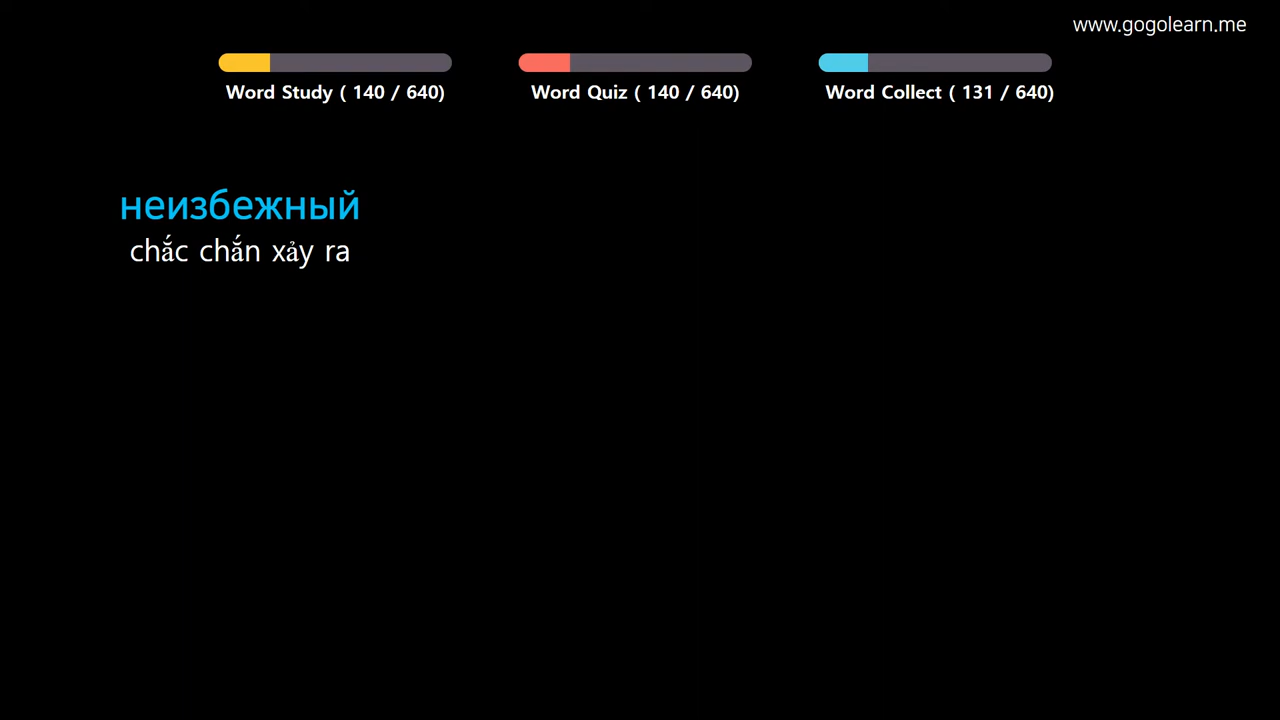 www.gogolearn.me
Word Study ( 140 / 640)
Word Quiz ( 140 / 640)
Word Collect ( 131 / 640)
неизбежный
chắc chắn xảy ra